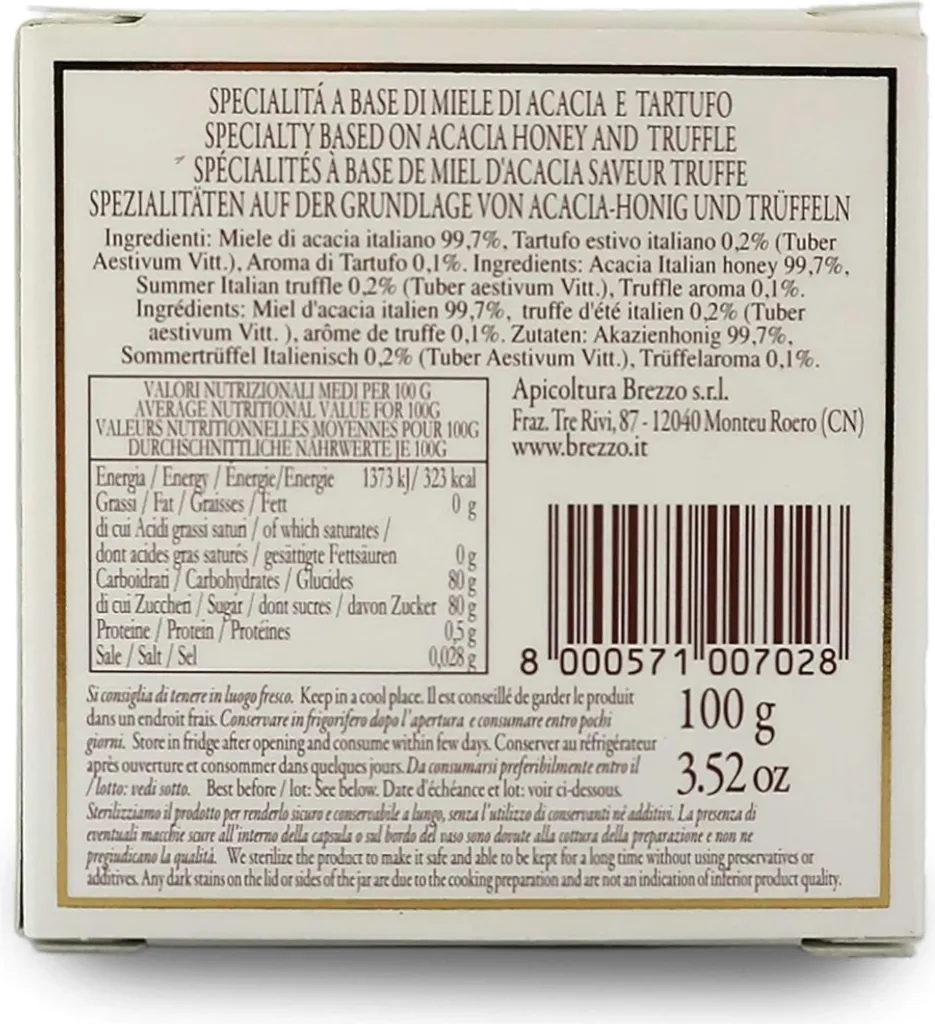 SPECIALITÁ A BASE DI MIELE DI ACACIA E TARTUFO
SPECIALTY BASED ON ACACIA HONEY AND TRUFFLE
SPÉCIALITÉS À BASE DE MIEL D'ACACIA SAVEUR TRUFFE
SPEZIALITÄTEN AUF DER GRUNDLAGE VON ACACIA-HONIG UND TRÜFFELN
Ingredienti: Miele di acacia italiano 99,7%, Tartufo estivo italiano 0,2% (Tuber
Aestivum Vitt.), Aroma di Tartufo 0,1%. Ingredients: Acacia Italian honey 99,7%,
Summer Italian truffle 0,2% (Tuber aestivum Vitt.), Truffle aroma 0,1%.
Ingrédients: Miel d'acacia italien 99,7%, truffe d'été italien 0,2% (Tuber
aestivum Vitt. ), arôme de truffe 0,1%. Zutaten: Akazienhonig 99,7%,
Sommertrüffel Italienisch 0,2% (Tuber Aestivum Vitt.), Trüffelaroma 0,1%.
VALORI NUTRIZIONALI MEDI PER 100 G
AVERAGE NUTRITIONAL VALUE FOR 100G
VALEURS NUTRITIONNELLES MOYENNES POUR 100G
DURCHSCHNITTLICHE NÄHRWERTE JE 100G
Energia / Energy / Énergie/Energie 1373 kJ/ 323 kcal
Grassi / Fat / Graisses / Fett 0 g
di cui Acidi grassi saturi / of which saturates /
dont acides gras saturés / gesättigte Fettsäuren 0 g
Carboidrati / Carbohydrates / Glucides 80 g
di cui Zuccheri / Sugar / dont sucres / davon Zucker 80 g
Proteine / Protein / Protéines 0,5 g
Sale / Salt / Sel 0,028 g
Apicoltura Brezzo s.r.l.
Fraz. Tre Rivi, 87 - 12040 Monteu Roero (CN)
www.brezzo.it
8 000571 007028
100 g
3.52 oz
Si consiglia di tenere in luogo fresco. Keep in a cool place. Il est conseillé de garder le produit
dans un endroit frais. Conservare in frigorifero dopo l'apertura e consumare entro pochi
giorni. Store in fridge after opening and consume within few days. Conserver au réfrigérateur
après ouverture et consommer dans quelques jours. Da consumarsi preferibilmente entro il
/ lotto: vedi sotto. Best before / lot: See below. Date d'échéance et lot: voir ci-dessous.
Sterilizziamo il prodotto per renderlo sicuro e conservabile a lungo, senza l'utilizzo di conservanti né additivi. La presenza di
eventuali macchie scure all'interno della capsula o sul bordo del vaso sono dovute alla cottura della preparazione e non ne
pregiudicano la qualitá. We sterilize the product to make it safe and able to be kept for a long time without using preservatives or
additives. Any dark stains on the lid or sides of the jar are due to the cooking preparation and are not an indication of inferior product quality.